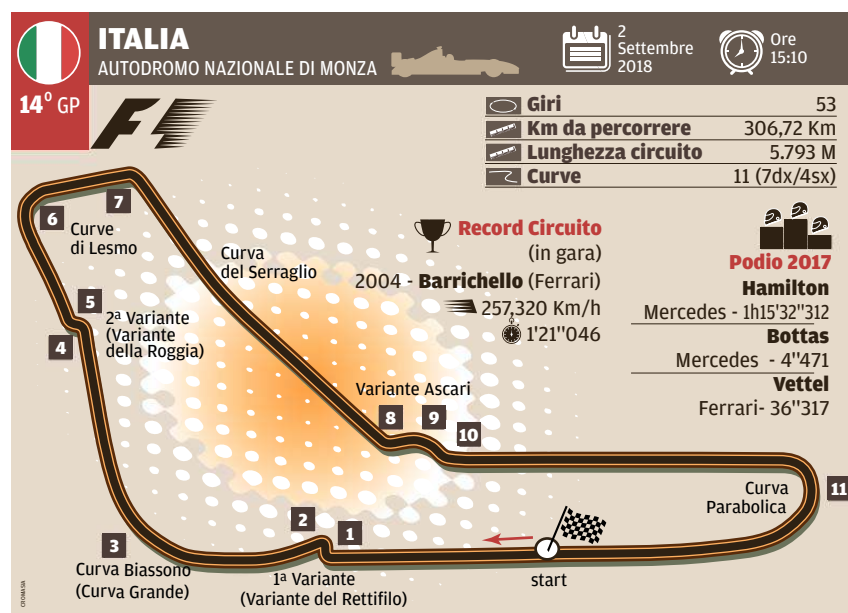 ITALIA
AUTODROMO NAZIONALE DI MONZA
2
Settembre
2018
Ore
15:10
14° GP
F1
Giri 53
Km da percorrere 306,72 Km
Lunghezza circuito 5.793 M
Curve 11 (7dx/4sx)
Record Circuito
(in gara)
2004 - Barrichello (Ferrari)
257,320 Km/h
1'21''046
Podio 2017
Hamilton
Mercedes - 1h15'32''312
Bottas
Mercedes - 4''471
Vettel
Ferrari- 36''317
7
6
Curve
di Lesmo
Curva
del Serraglio
5
4
2ª Variante
(Variante
della Roggia)
Variante Ascari
8
9
10
Curva
Parabolica
11
2
1
3
Curva Biassono
(Curva Grande)
1ª Variante
(Variante del Rettifilo)
start
CROMASIA